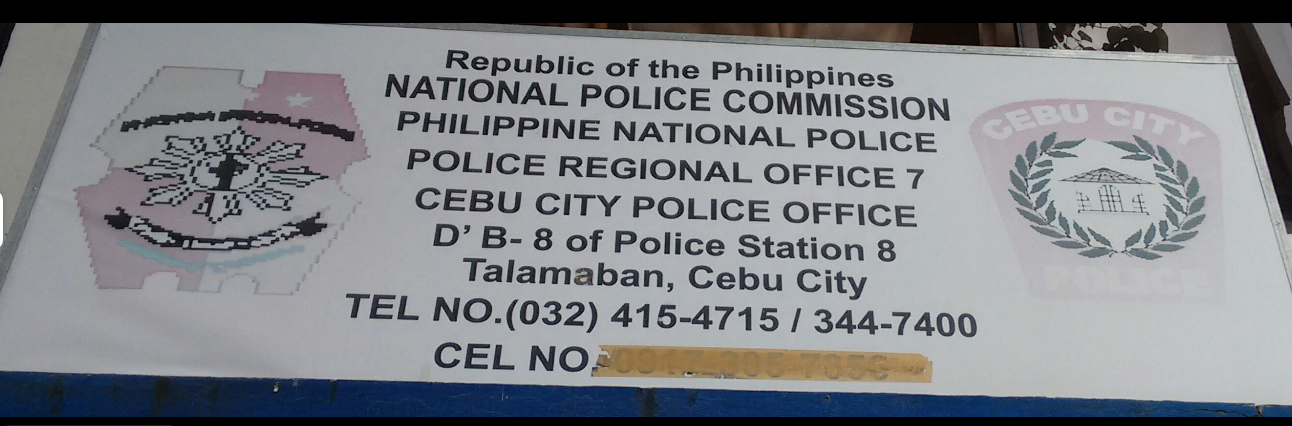 Republic of the Philippines
NATIONAL POLICE COMMISSION
PHILIPPINE NATIONAL POLICE
POLICE REGIONAL OFFICE 7
CEBU CITY POLICE OFFICE
D' B- 8 of Police Station 8
Talamaban, Cebu City
TEL NO.(032) 415-4715 / 344-7400
CEL NO
CEBU CITY
POLICE